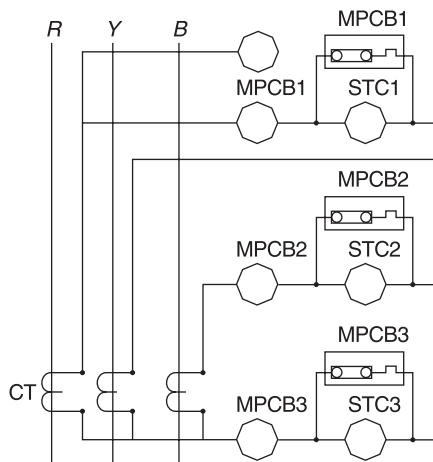 R Y B
MPCB1
MPCB1 STC1
MPCB2
MPCB2 STC2
MPCB3
CT
MPCB3 STC3